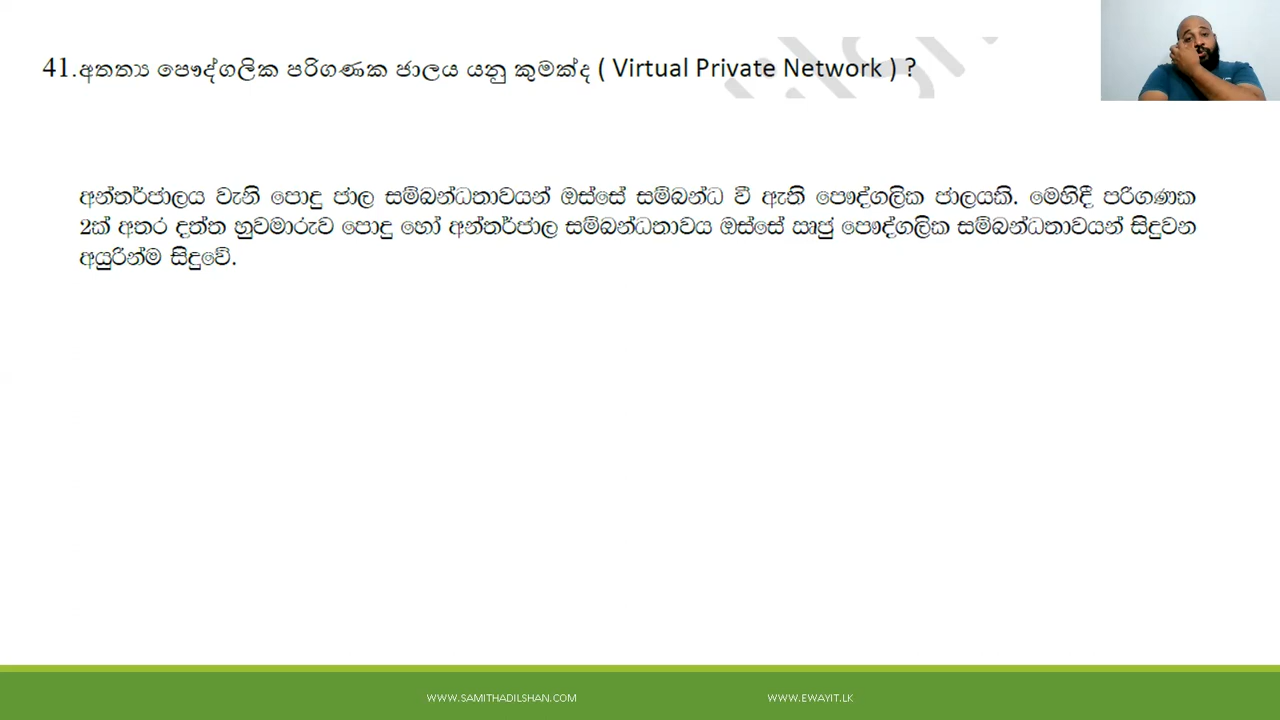 41. අතත්‍ය පෞද්ගලික පරිගණක ජාලය යනු කුමක්ද ( Virtual Private Network ) ?
අන්තර්ජාලය වැනි පොදු ජාල සම්බන්ධතාවයන් ඔස්සේ සම්බන්ධ වී ඇති පෞද්ගලික ජාලයකි. මෙහිදී පරිගණක
2ක් අතර දත්ත හුවමාරුව පොදු හෝ අන්තර්ජාල සම්බන්ධතාවය ඔස්සේ ඍජු පෞද්ගලික සම්බන්ධතාවයන් සිදුවන
අයුරින්ම සිදුවේ.
WWW.SAMITHADILSHAN.COM WWW.EWAYIT.LK